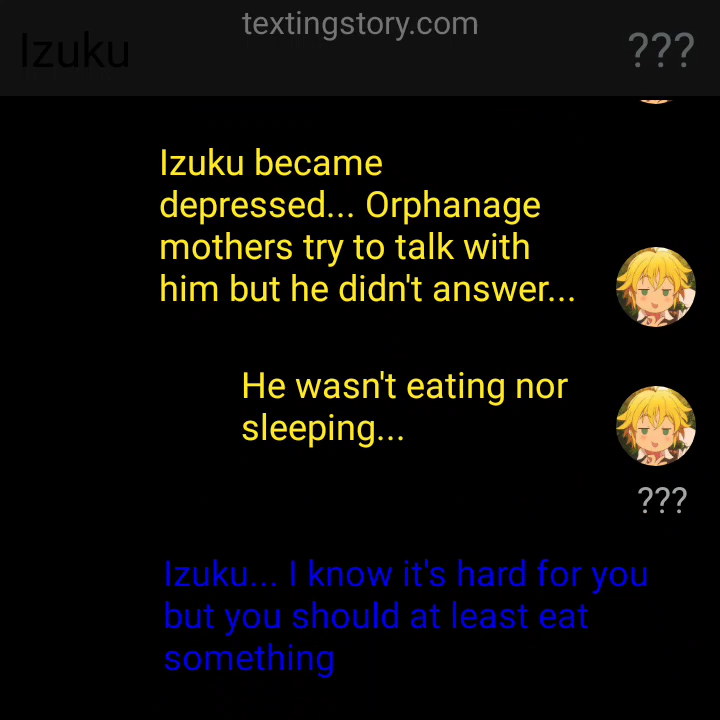 textingstory.com
Izuku
???
Izuku became
depressed... Orphanage
mothers try to talk with
him but he didn't answer...
He wasn't eating nor
sleeping...
???
Izuku... I know it's hard for you
but you should at least eat
something